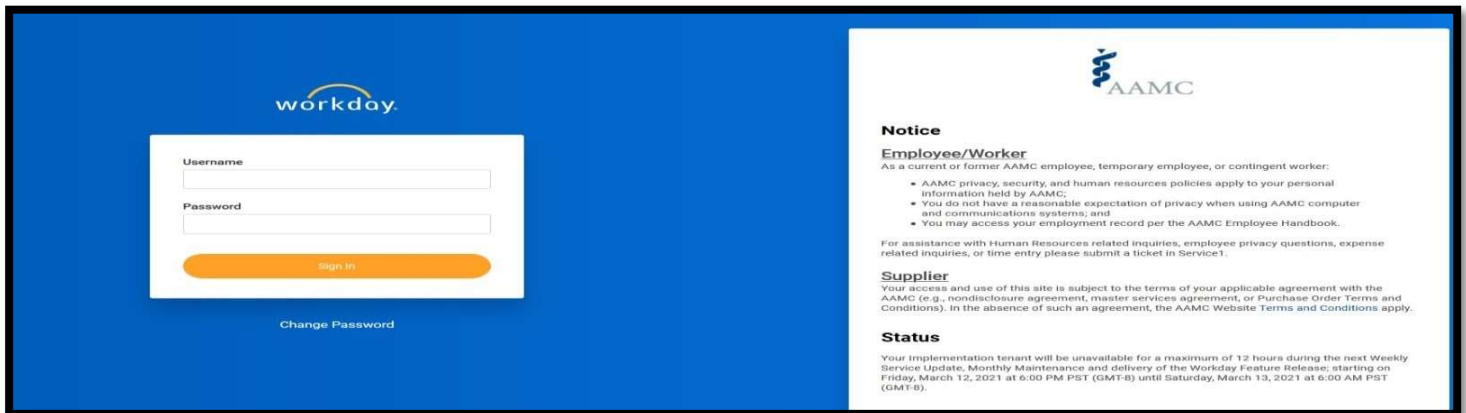 workday.
Username
Password
Sign In
Change Password
AAMC
Notice
Employee/Worker
As a current or former AAMC employee, temporary employee, or contingent worker:
• AAMC privacy, security, and human resources policies apply to your personal
information held by AAMC;
• You do not have a reasonable expectation of privacy when using AAMC computer
and communications systems; and
• You may access your employment record per the AAMC Employee Handbook.
For assistance with Human Resources related inquiries, employee privacy questions, expense
related inquiries, or time entry please submit a ticket in Service1.
Supplier
Your access and use of this site is subject to the terms of your applicable agreement with the
AAMC (e.g., nondisclosure agreement, master services agreement, or Purchase Order Terms and
Conditions). In the absence of such an agreement, the AAMC Website Terms and Conditions apply.
Status
Your Implementation tenant will be unavailable for a maximum of 12 hours during the next Weekly
Service Update, Monthly Maintenance and delivery of the Workday Feature Release; starting on
Friday, March 12, 2021 at 6:00 PM PST (GMT-8) until Saturday, March 13, 2021 at 6:00 AM PST
(GMT-8).